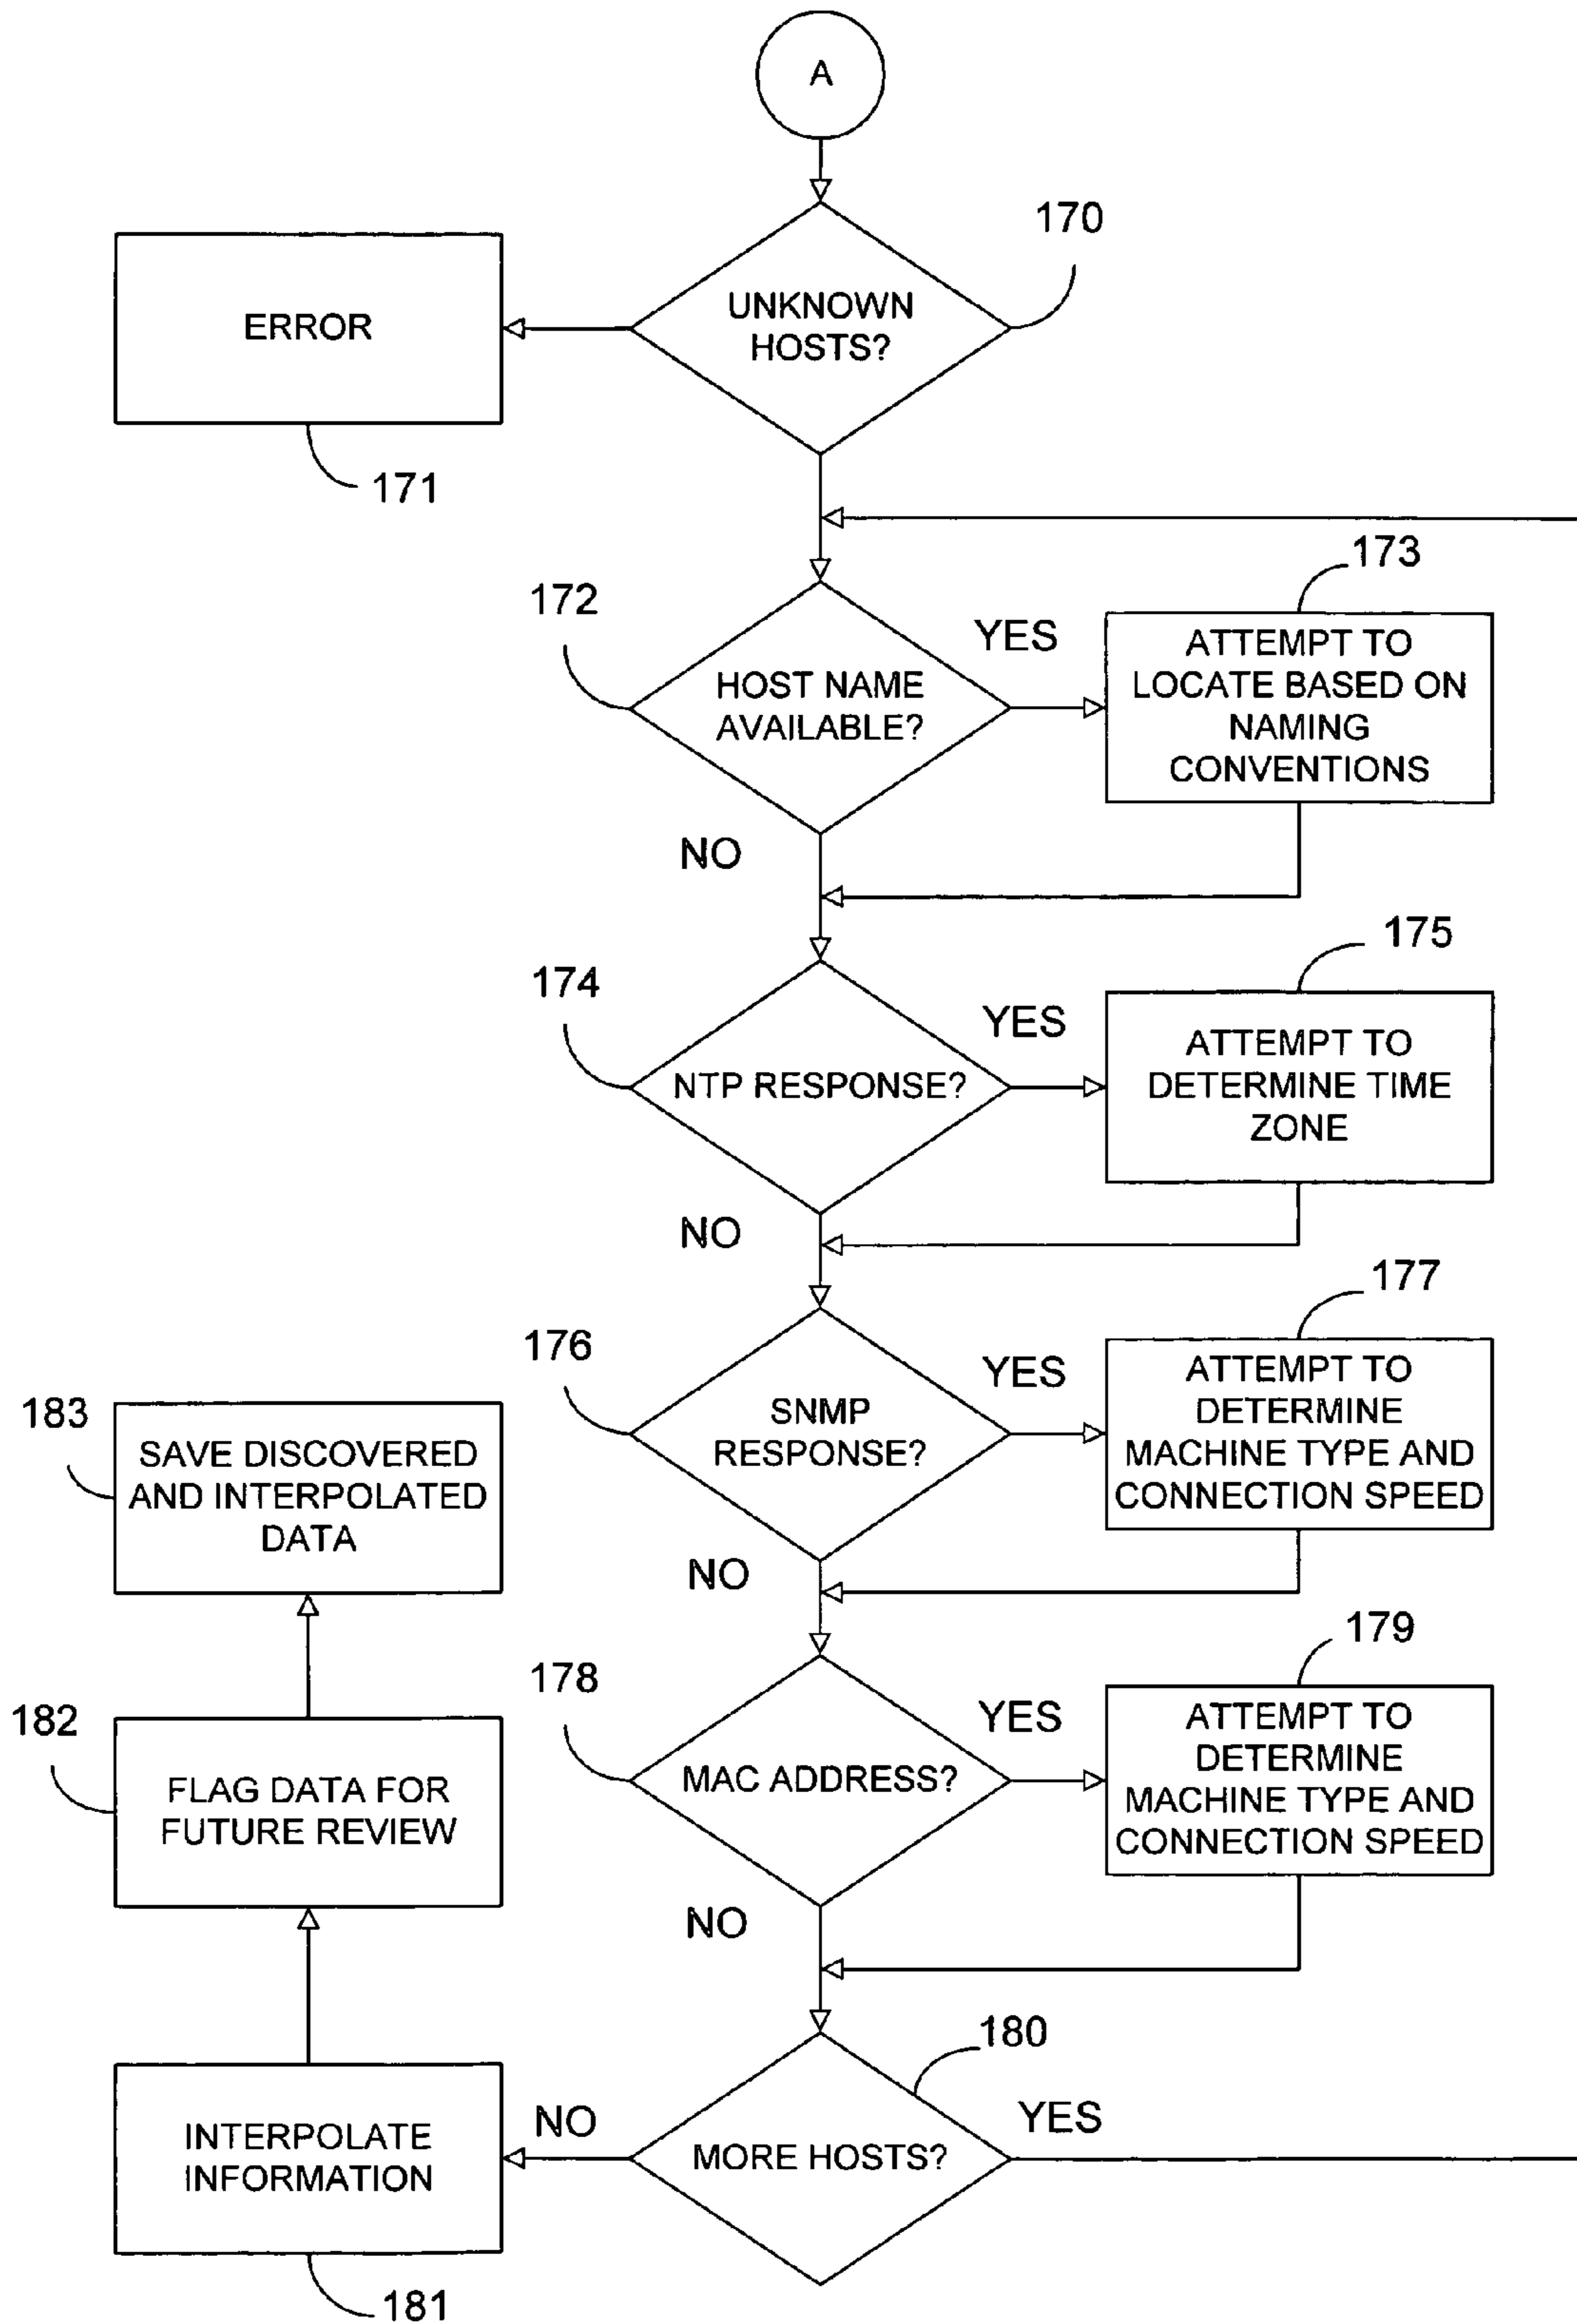 A
170
UNKNOWN
HOSTS?
ERROR
171
172
HOST NAME
AVAILABLE?
YES
173
ATTEMPT TO
LOCATE BASED ON
NAMING
CONVENTIONS
NO
174
NTP RESPONSE?
YES
175
ATTEMPT TO
DETERMINE TIME
ZONE
NO
176
SNMP
RESPONSE?
YES
177
ATTEMPT TO
DETERMINE
MACHINE TYPE AND
CONNECTION SPEED
NO
178
MAC ADDRESS?
YES
179
ATTEMPT TO
DETERMINE
MACHINE TYPE AND
CONNECTION SPEED
NO
180
MORE HOSTS?
YES
NO
INTERPOLATE
INFORMATION
181
182
FLAG DATA FOR
FUTURE REVIEW
183
SAVE DISCOVERED
AND INTERPOLATED
DATA